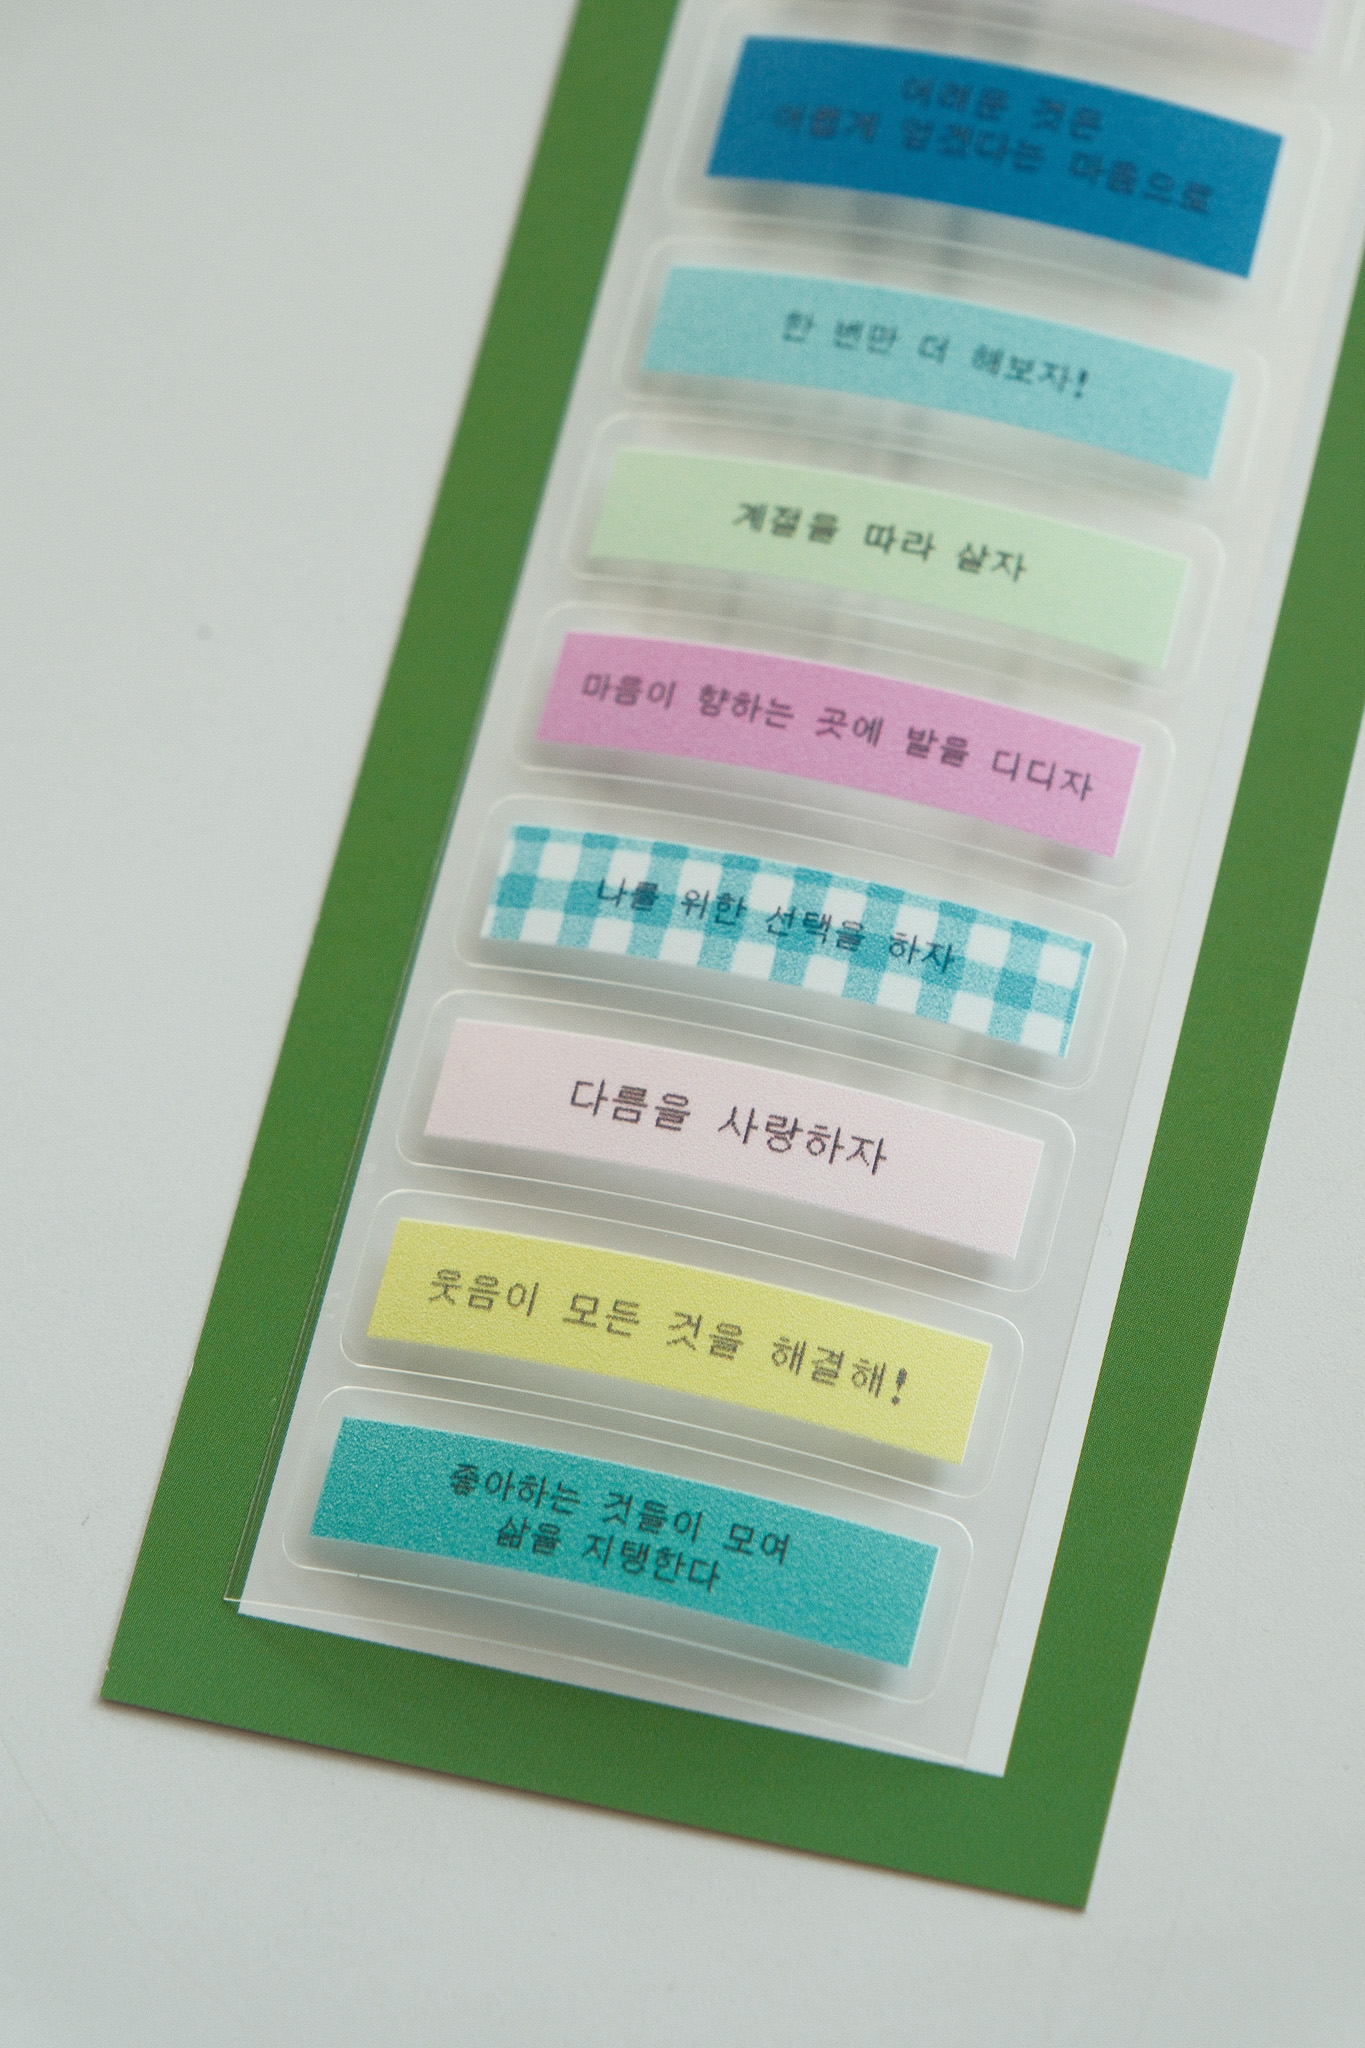 어려운 것은
어렵게 얻겠다는 마음으로
한 번만 더 해보자!
계절을 따라 살자
마음이 향하는 곳에 발을 디디자
나를 위한 선택을 하자
다름을 사랑하자
웃음이 모든 것을 해결해!
좋아하는 것들이 모여
삶을 지탱한다